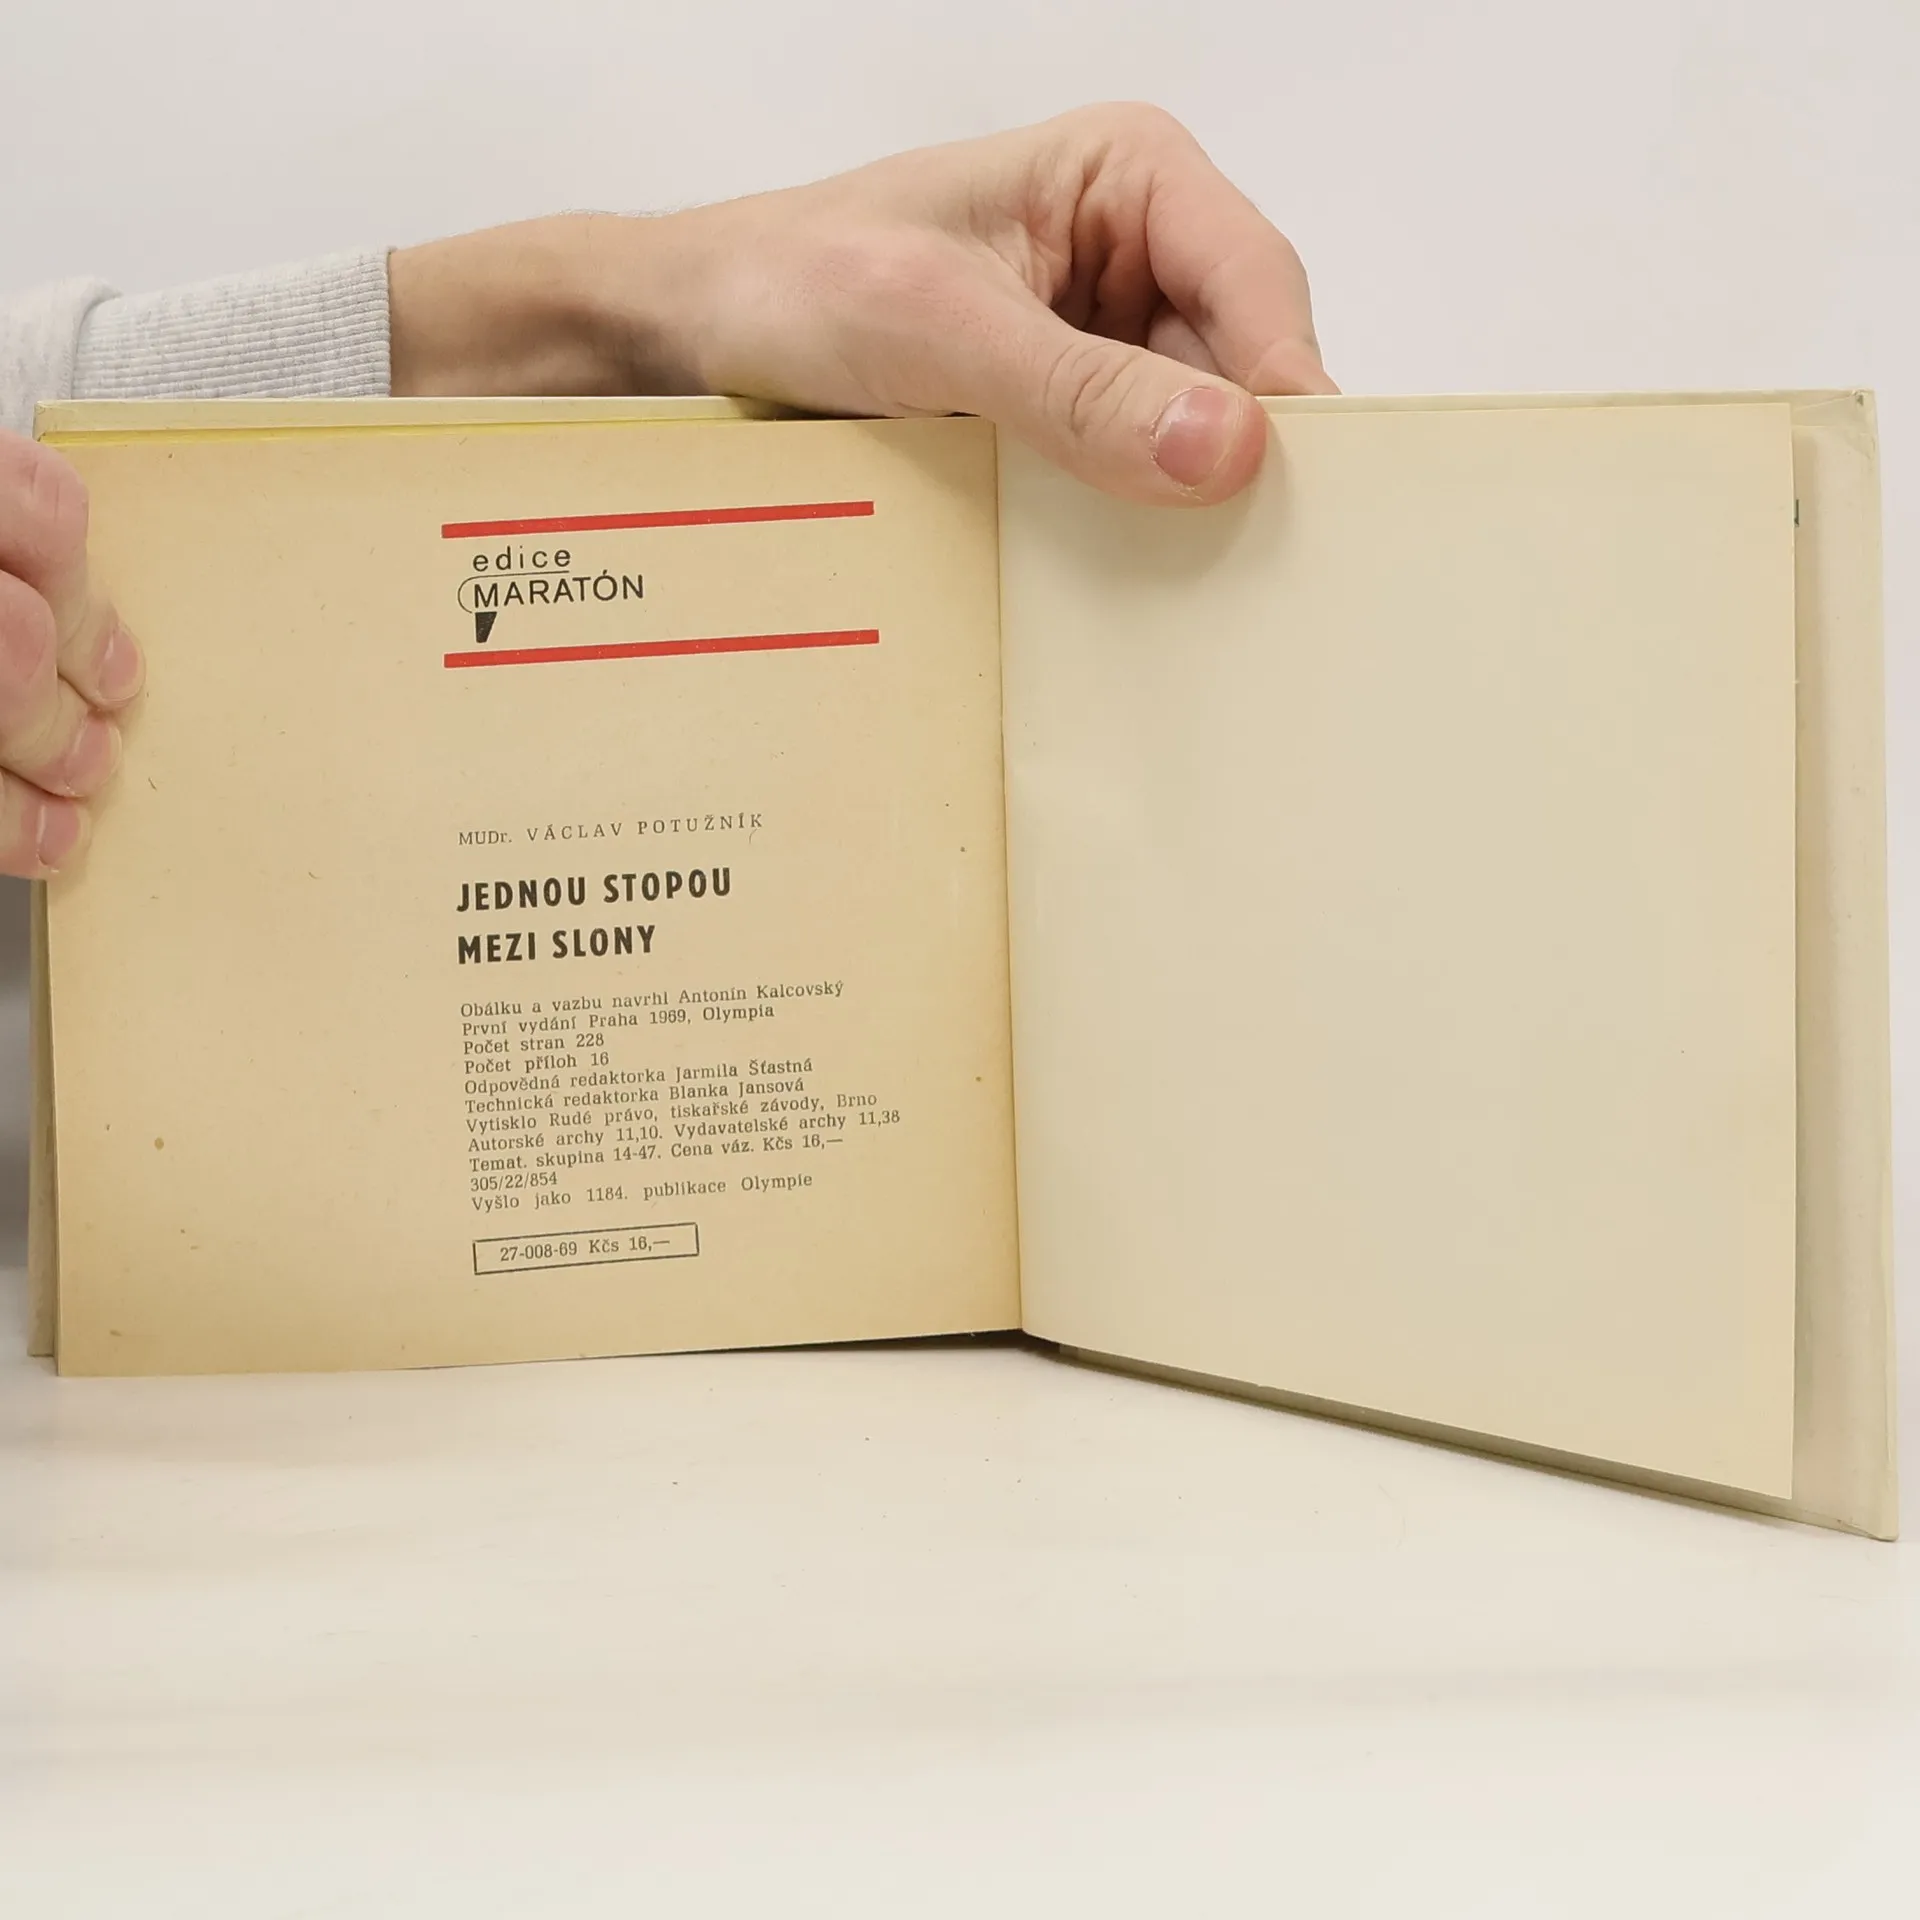 edice
MARATÓN
MUDr. VÁCLAV POTUŽNÍK
JEDNOU STOPOU
MEZI SLONY
Obálku a vazbu navrhl Antonín Kalcovský
První vydání Praha 1969, Olympia
Počet stran 228
Počet příloh 16
Odpovědná redaktorka Jarmila Šťastná
Technická redaktorka Blanka Jansová
Vytisklo Rudé právo, tiskařské závody, Brno
Autorské archy 11,10. Vydavatelské archy 11,38
Temat. skupina 14-47. Cena váz. Kčs 16,—
305/22/854
Vyšlo jako 1184. publikace Olympie
27-008-69 Kčs 16,—